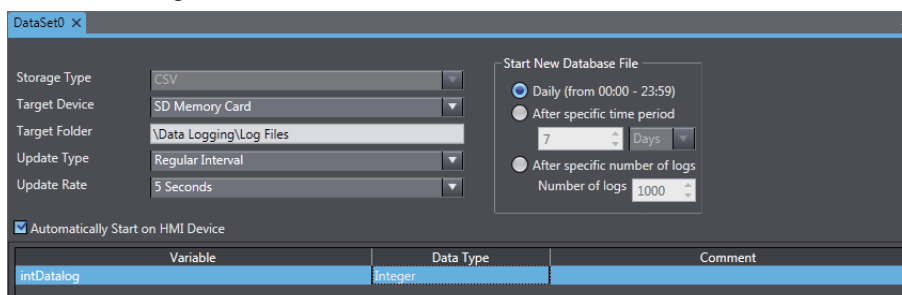 DataSet0 ×
Storage Type CSV
Target Device SD Memory Card
Target Folder \Data Logging\Log Files
Update Type Regular Interval
Update Rate 5 Seconds
Automatically Start on HMI Device
Start New Database File
Daily (from 00:00 - 23:59)
After specific time period
7 Days
After specific number of logs
Number of logs 1000
Variable Data Type Comment
intDatalog Integer